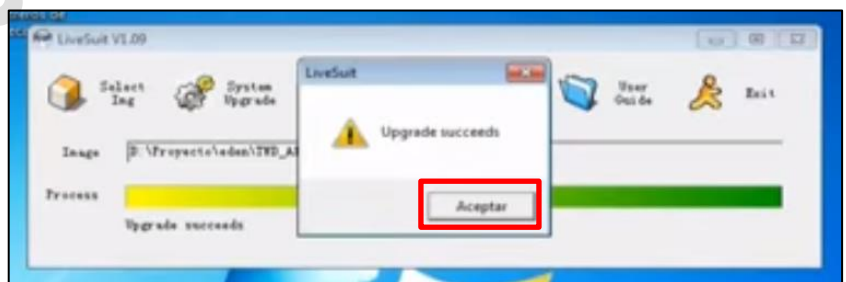 LiveSuit V1.09
Select Img
System Upgrade
User Guide
Exit
LiveSuit
Upgrade succeeds
Aceptar
Image
D:\Proyecto\eden\TWD_A
Process
Upgrade succeeds